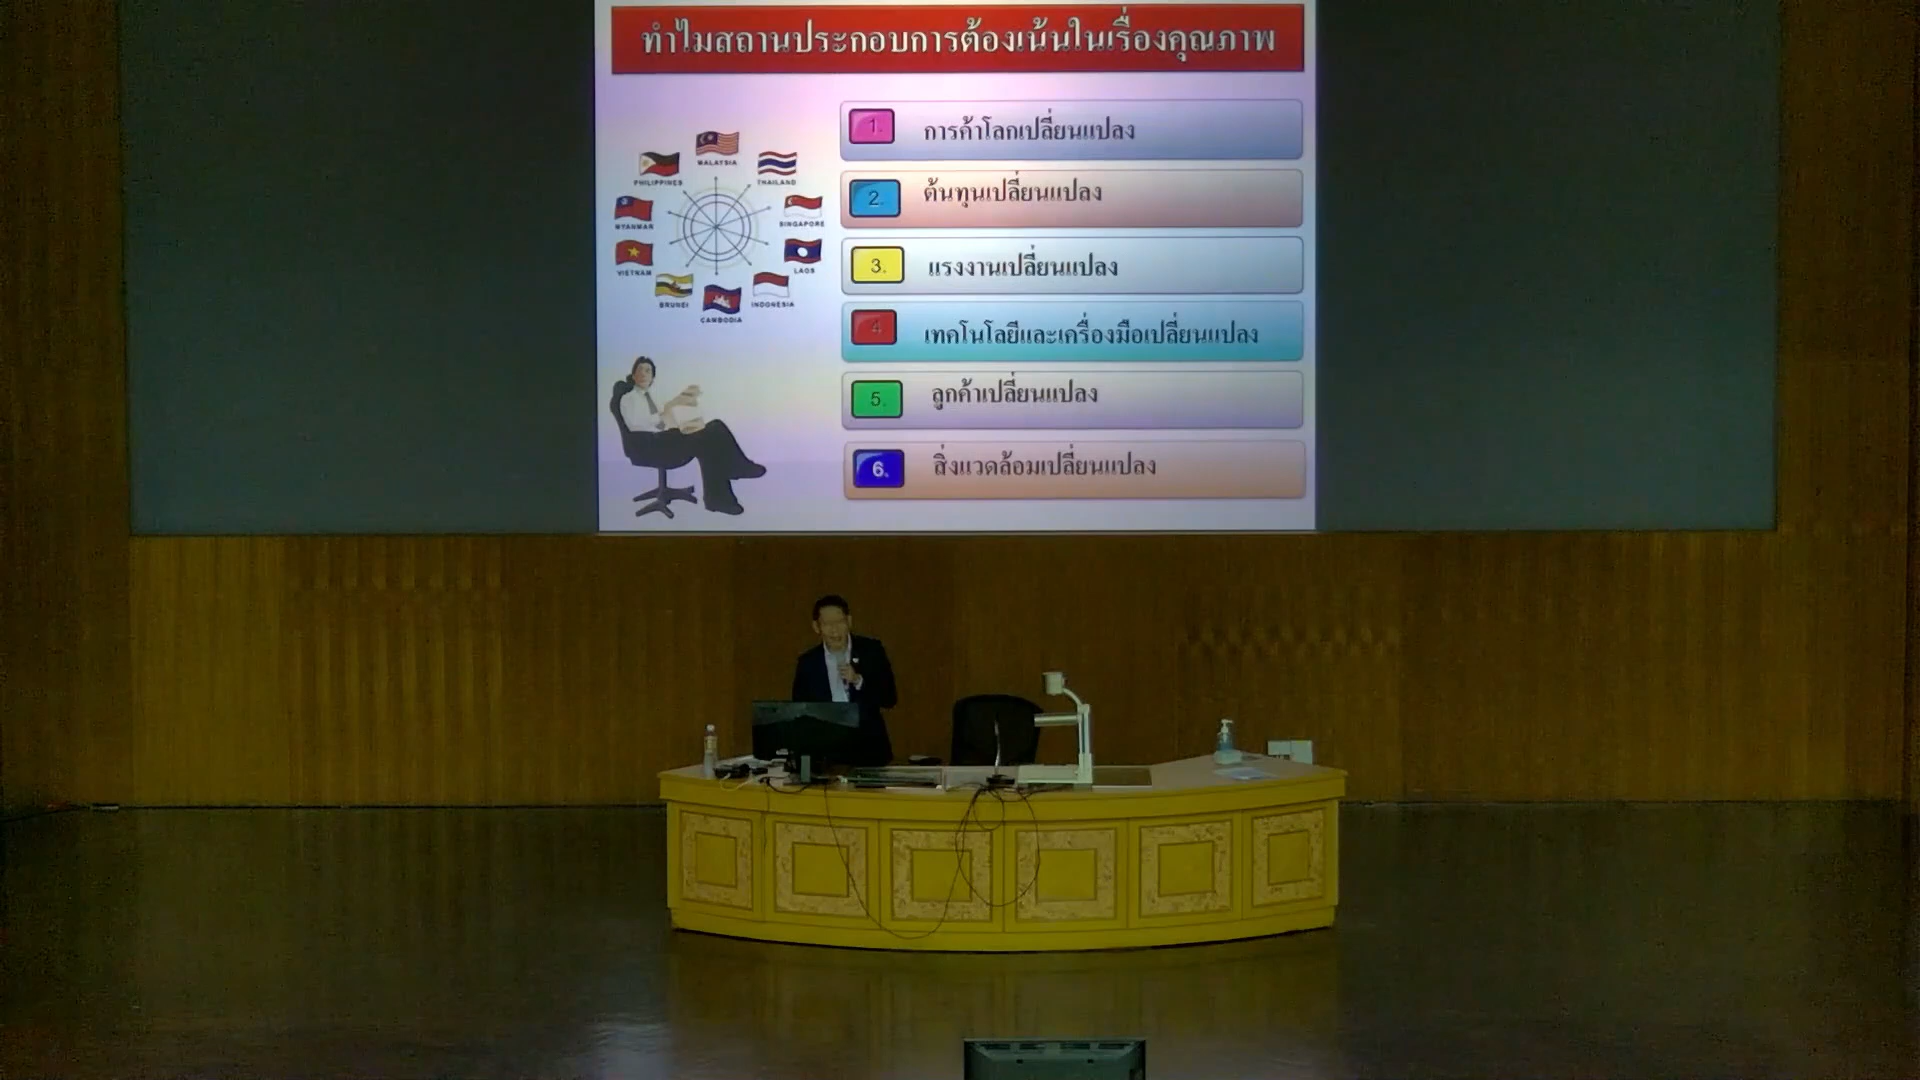 ทำไมสถานประกอบการต้องเน้นในเรื่องคุณภาพ
1. การค้าโลกเปลี่ยนแปลง
2. ต้นทุนเปลี่ยนแปลง
3. แรงงานเปลี่ยนแปลง
4 เทคโนโลยีและเครื่องมือเปลี่ยนแปลง
5. ลูกค้าเปลี่ยนแปลง
6. สิ่งแวดล้อมเปลี่ยนแปลง
MALAYSIA
PHILIPPINES
THAILAND
MYANMAR
SINGAPORE
VIETNAM
LAOS
BRUNEI
INDONESIA
CAMBODIA